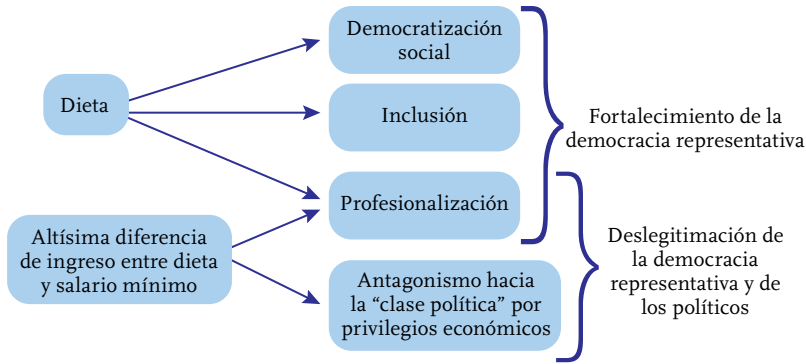 Democratización
social
Dieta
Inclusión
Fortalecimiento de la
democracia representativa
Profesionalización
Altísima diferencia
de ingreso entre dieta
y salario mínimo
Deslegitimación de
la democracia
representativa y de
los políticos
Antagonismo hacia
la “clase política” por
privilegios económicos